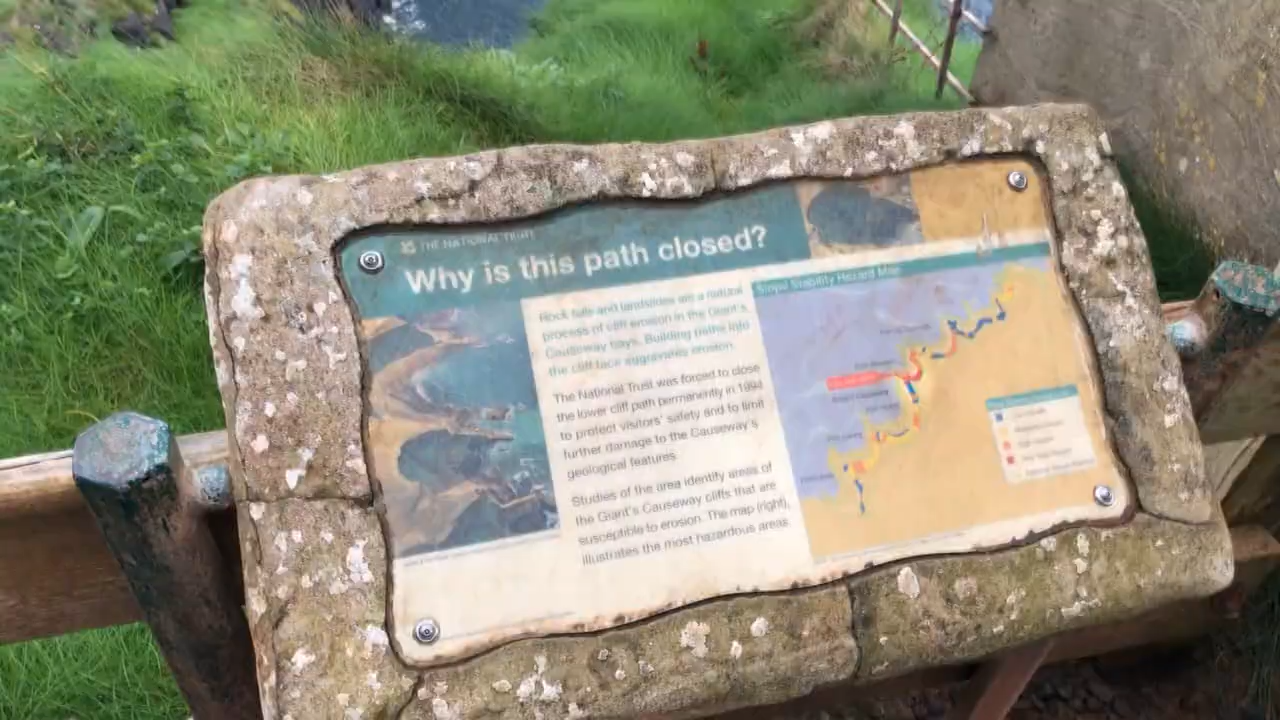 THE NATIONAL TRUST
Why is this path closed?
Rock falls and landslides are a natural
process of cliff erosion in the Giant's
Causeway bays. Building paths into
the cliff face aggravates erosion.
The National Trust was forced to close
the lower cliff path permanently in 1994
to protect visitors' safety and to limit
further damage to the Causeway's
geological features
Studies of the area identify areas of
the Giant's Causeway cliffs that are
susceptible to erosion. The map (right),
illustrates the most hazardous areas
Slope Stability Hazard Map